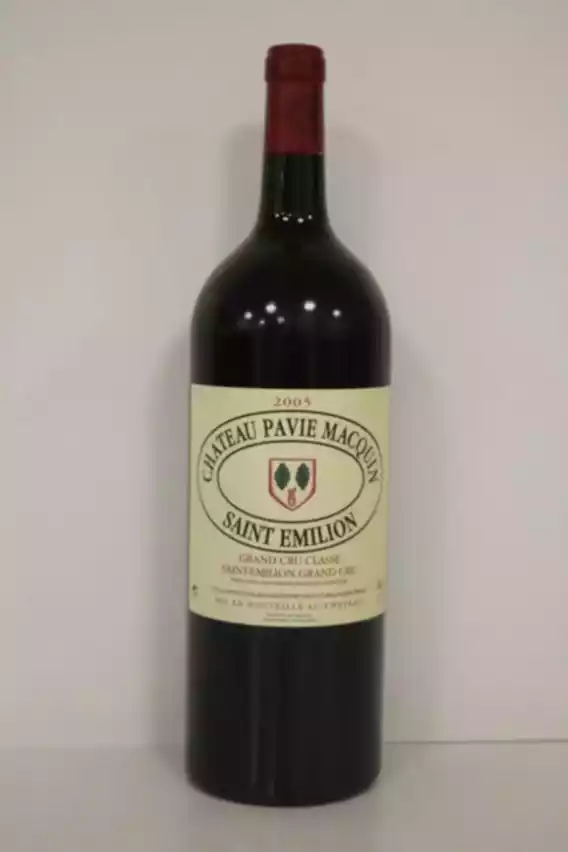 2005
CHATEAU PAVIE MACQUIN
SAINT EMILION
GRAND CRU CLASSÉ
SAINT-EMILION GRAND CRU
MIS EN BOUTEILLE AU CHATEAU